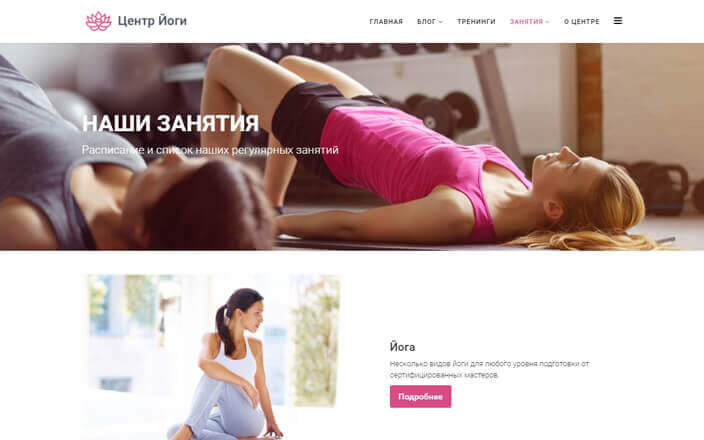 Центр Йоги
ГЛАВНАЯ БЛОГ ТРЕНИНГИ ЗАНЯТИЯ О ЦЕНТРЕ
НАШИ ЗАНЯТИЯ
Расписание и список наших регулярных занятий
Йога
Несколько видов йоги для любого уровня подготовки от
сертифицированных мастеров.
Подробнее